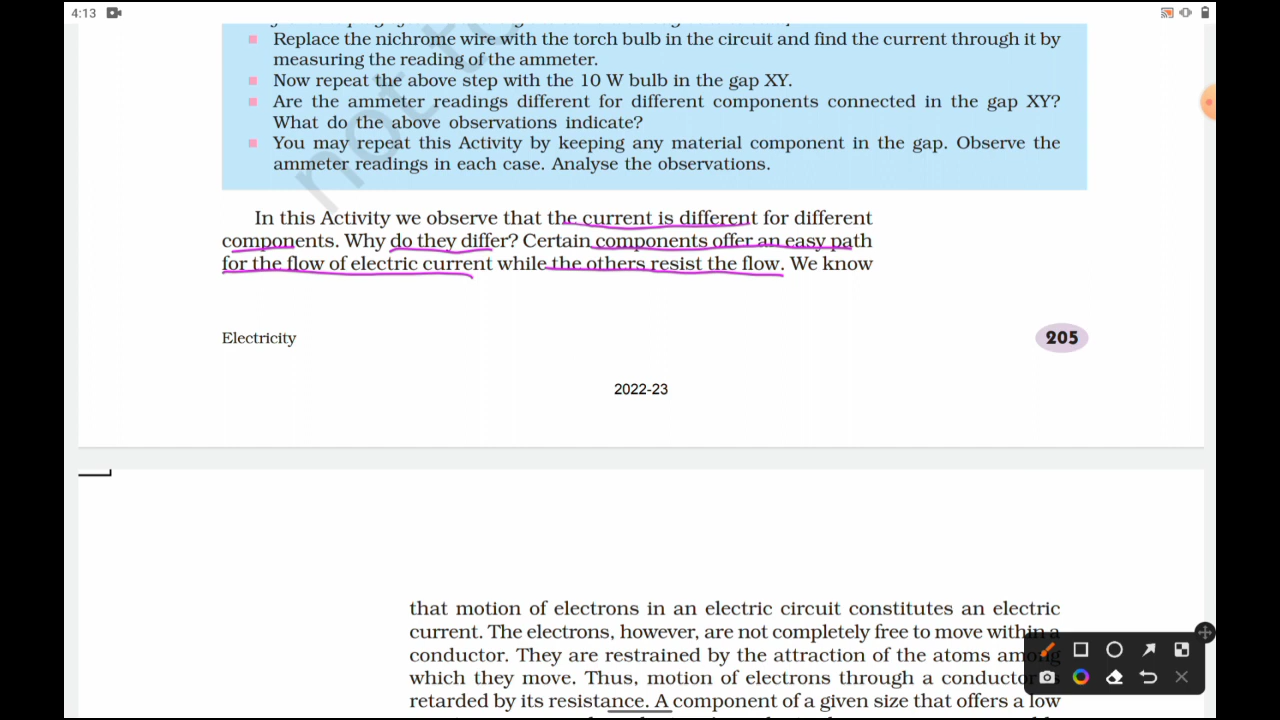 4:13
Replace the nichrome wire with the torch bulb in the circuit and find the current through it by
measuring the reading of the ammeter.
Now repeat the above step with the 10 W bulb in the gap XY.
Are the ammeter readings different for different components connected in the gap XY?
What do the above observations indicate?
You may repeat this Activity by keeping any material component in the gap. Observe the
ammeter readings in each case. Analyse the observations.
not to
In this Activity we observe that the current is different for different
components. Why do they differ? Certain components offer an easy path
for the flow of electric current while the others resist the flow. We know
Electricity
205
2022-23
that motion of electrons in an electric circuit constitutes an electric
current. The electrons, however, are not completely free to move within a
conductor. They are restrained by the attraction of the atoms among
which they move. Thus, motion of electrons through a conductor is
retarded by its resistance. A component of a given size that offers a low